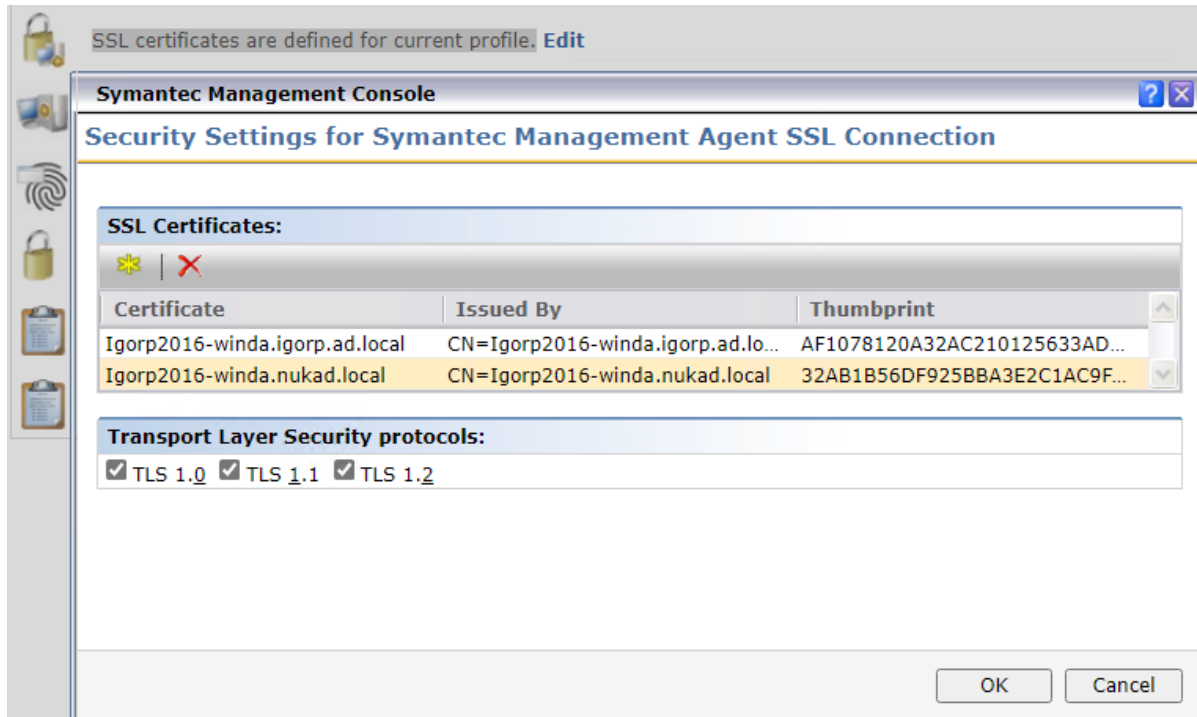 SSL certificates are defined for current profile. Edit
Symantec Management Console
?
Security Settings for Symantec Management Agent SSL Connection
SSL Certificates:
Certificate Issued By Thumbprint
Igorp2016-winda.igorp.ad.local CN=Igorp2016-winda.igorp.ad.lo... AF1078120A32AC210125633AD...
Igorp2016-winda.nukad.local CN=Igorp2016-winda.nukad.local 32AB1B56DF925BBA3E2C1AC9F...
Transport Layer Security protocols:
TLS 1.0 TLS 1.1 TLS 1.2
OK Cancel